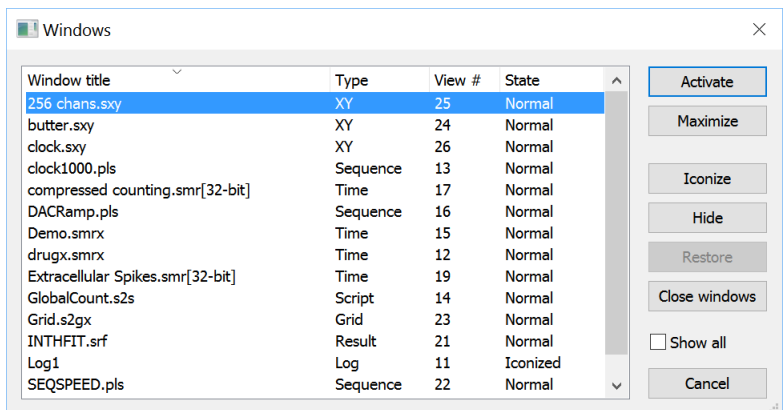 Windows
Window title Type View # State
256 chans.sxy XY 25 Normal
butter.sxy XY 24 Normal
clock.sxy XY 26 Normal
clock1000.pls Sequence 13 Normal
compressed counting.smr[32-bit] Time 17 Normal
DACRamp.pls Sequence 16 Normal
Demo.smrx Time 15 Normal
drugx.smrx Time 12 Normal
Extracellular Spikes.smr[32-bit] Time 19 Normal
GlobalCount.s2s Script 14 Normal
Grid.s2gx Grid 23 Normal
INTHFIT.srf Result 21 Normal
Log1 Log 11 Iconized
SEQSPEED.pls Sequence 22 Normal
Activate
Maximize
Iconize
Hide
Restore
Close windows
Show all
Cancel